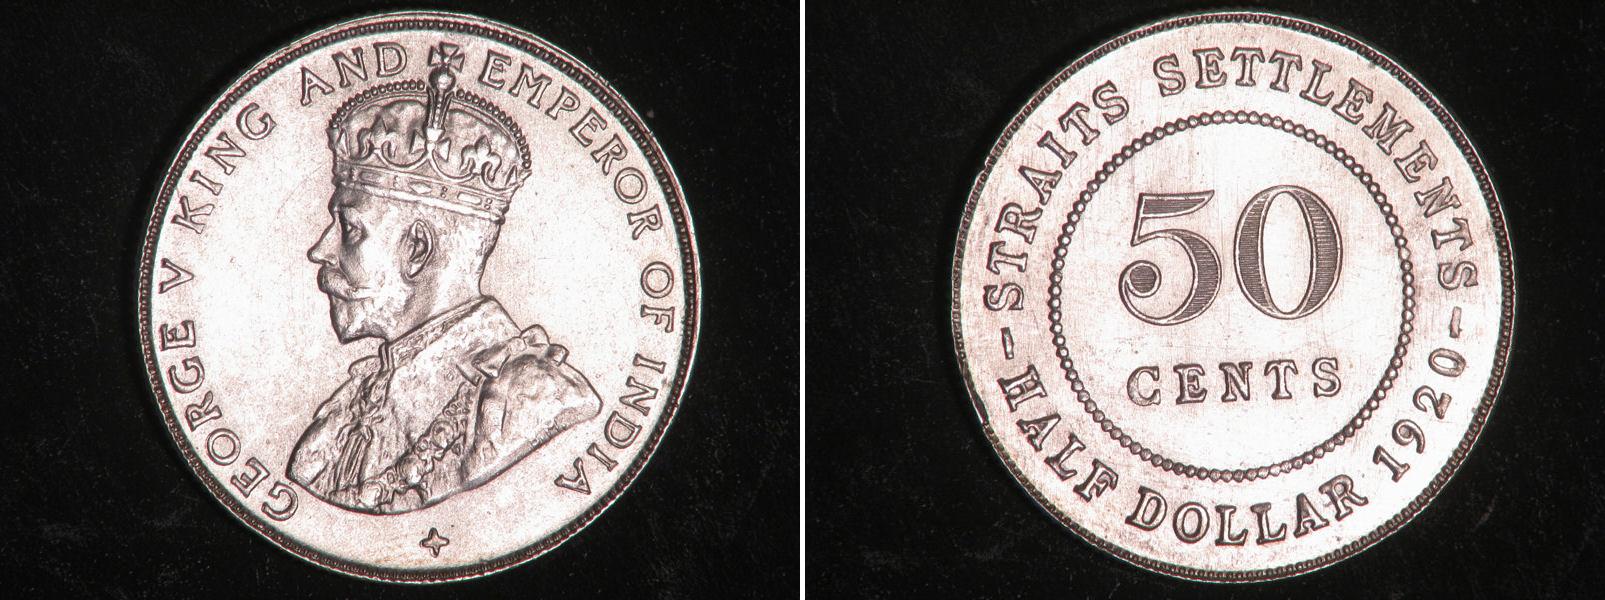 GEORGE V KING AND EMPEROR OF INDIA
-STRAITS SETTLEMENTS-
50
CENTS
HALF DOLLAR 1920